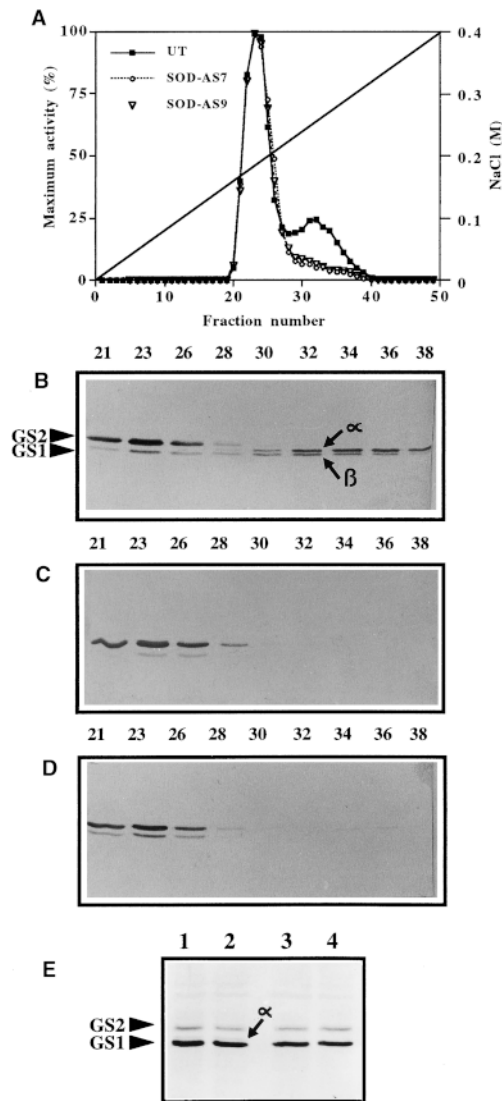 A
100
75
50
25
0
Maximum activity (%)
UT
SOD-AS7
SOD-AS9
0.4
0.3
0.2
0.1
0
NaCl (M)
0 10 20 30 40 50
Fraction number
21 23 26 28 30 32 34 36 38
B
GS2
GS1
∝
β
21 23 26 28 30 32 34 36 38
C
21 23 26 28 30 32 34 36 38
D
1 2 3 4
E
GS2
GS1
∝